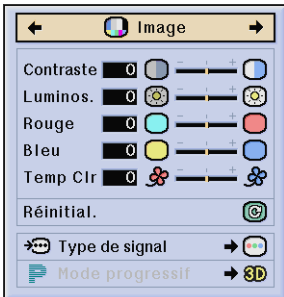 Image
Contraste 0
Luminos. 0
Rouge 0
Bleu 0
Temp Clr 0
Réinitial.
Type de signal
P Mode progressif 3D